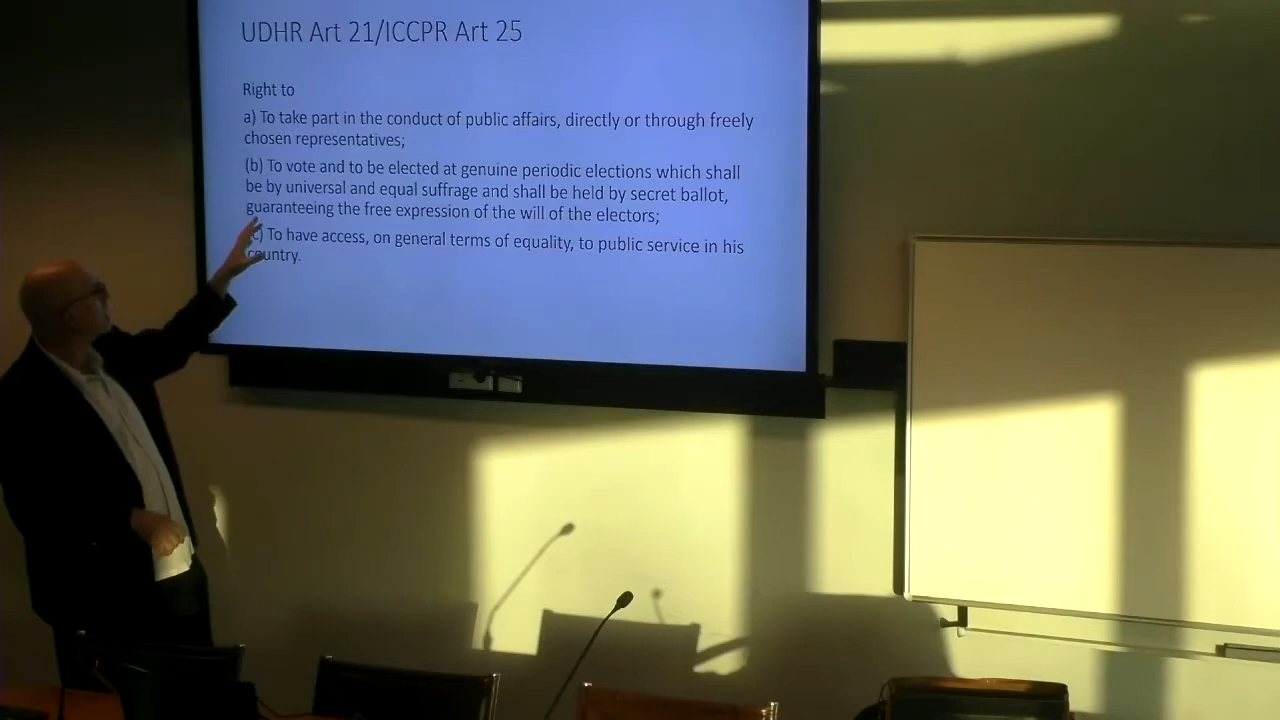 UDHR Art 21/ICCPR Art 25
Right to
a) To take part in the conduct of public affairs, directly or through freely
chosen representatives;
(b) To vote and to be elected at genuine periodic elections which shall
be by universal and equal suffrage and shall be held by secret ballot,
guaranteeing the free expression of the will of the electors;
c) To have access, on general terms of equality, to public service in his
country.